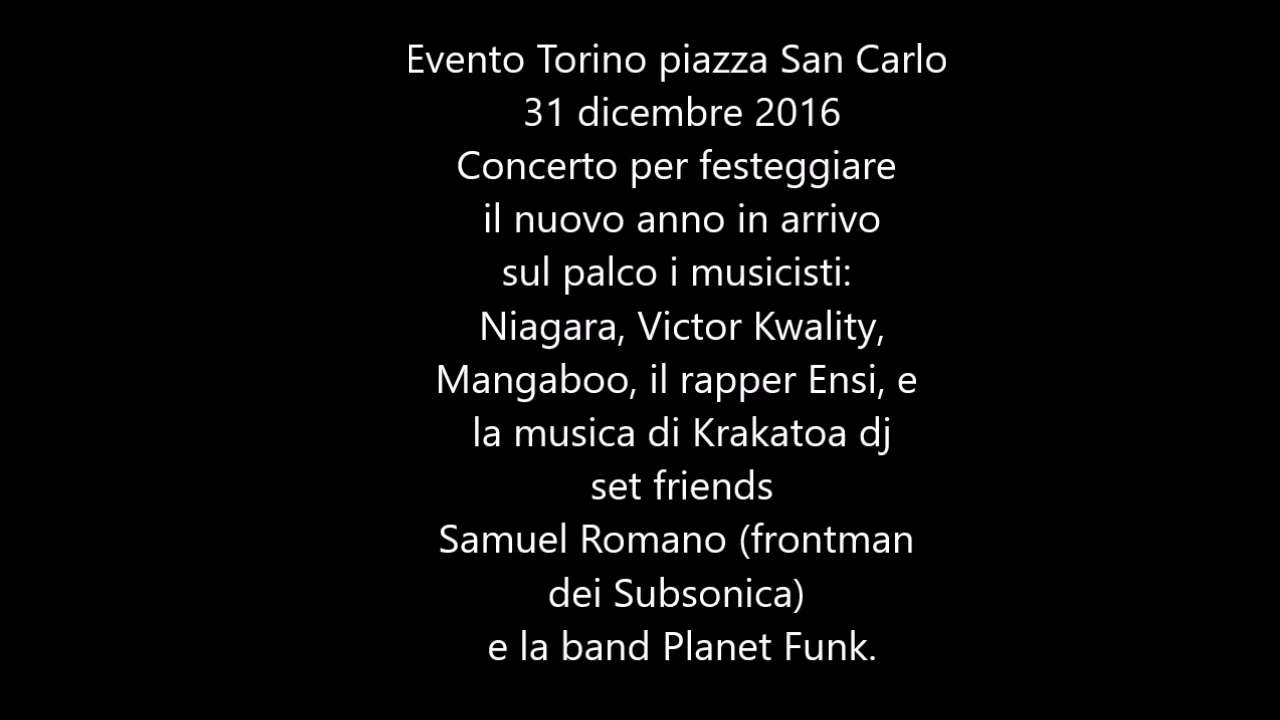 Evento Torino piazza San Carlo
31 dicembre 2016
Concerto per festeggiare
il nuovo anno in arrivo
sul palco i musicisti:
Niagara, Victor Kwality,
Mangaboo, il rapper Ensi, e
la musica di Krakatoa dj
set friends
Samuel Romano (frontman
dei Subsonica)
e la band Planet Funk.